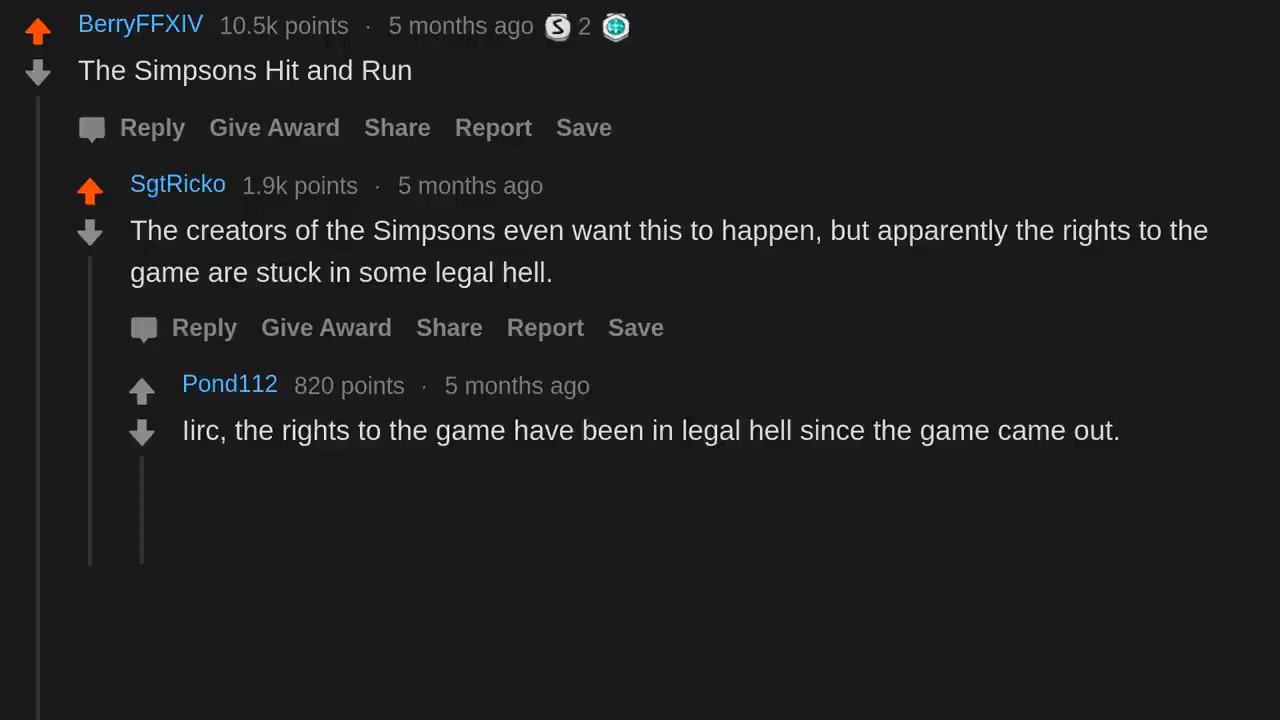 BerryFFXIV 10.5k points · 5 months ago S 2
The Simpsons Hit and Run
Reply Give Award Share Report Save
SgtRicko 1.9k points · 5 months ago
The creators of the Simpsons even want this to happen, but apparently the rights to the
game are stuck in some legal hell.
Reply Give Award Share Report Save
Pond112 820 points · 5 months ago
Iirc, the rights to the game have been in legal hell since the game came out.